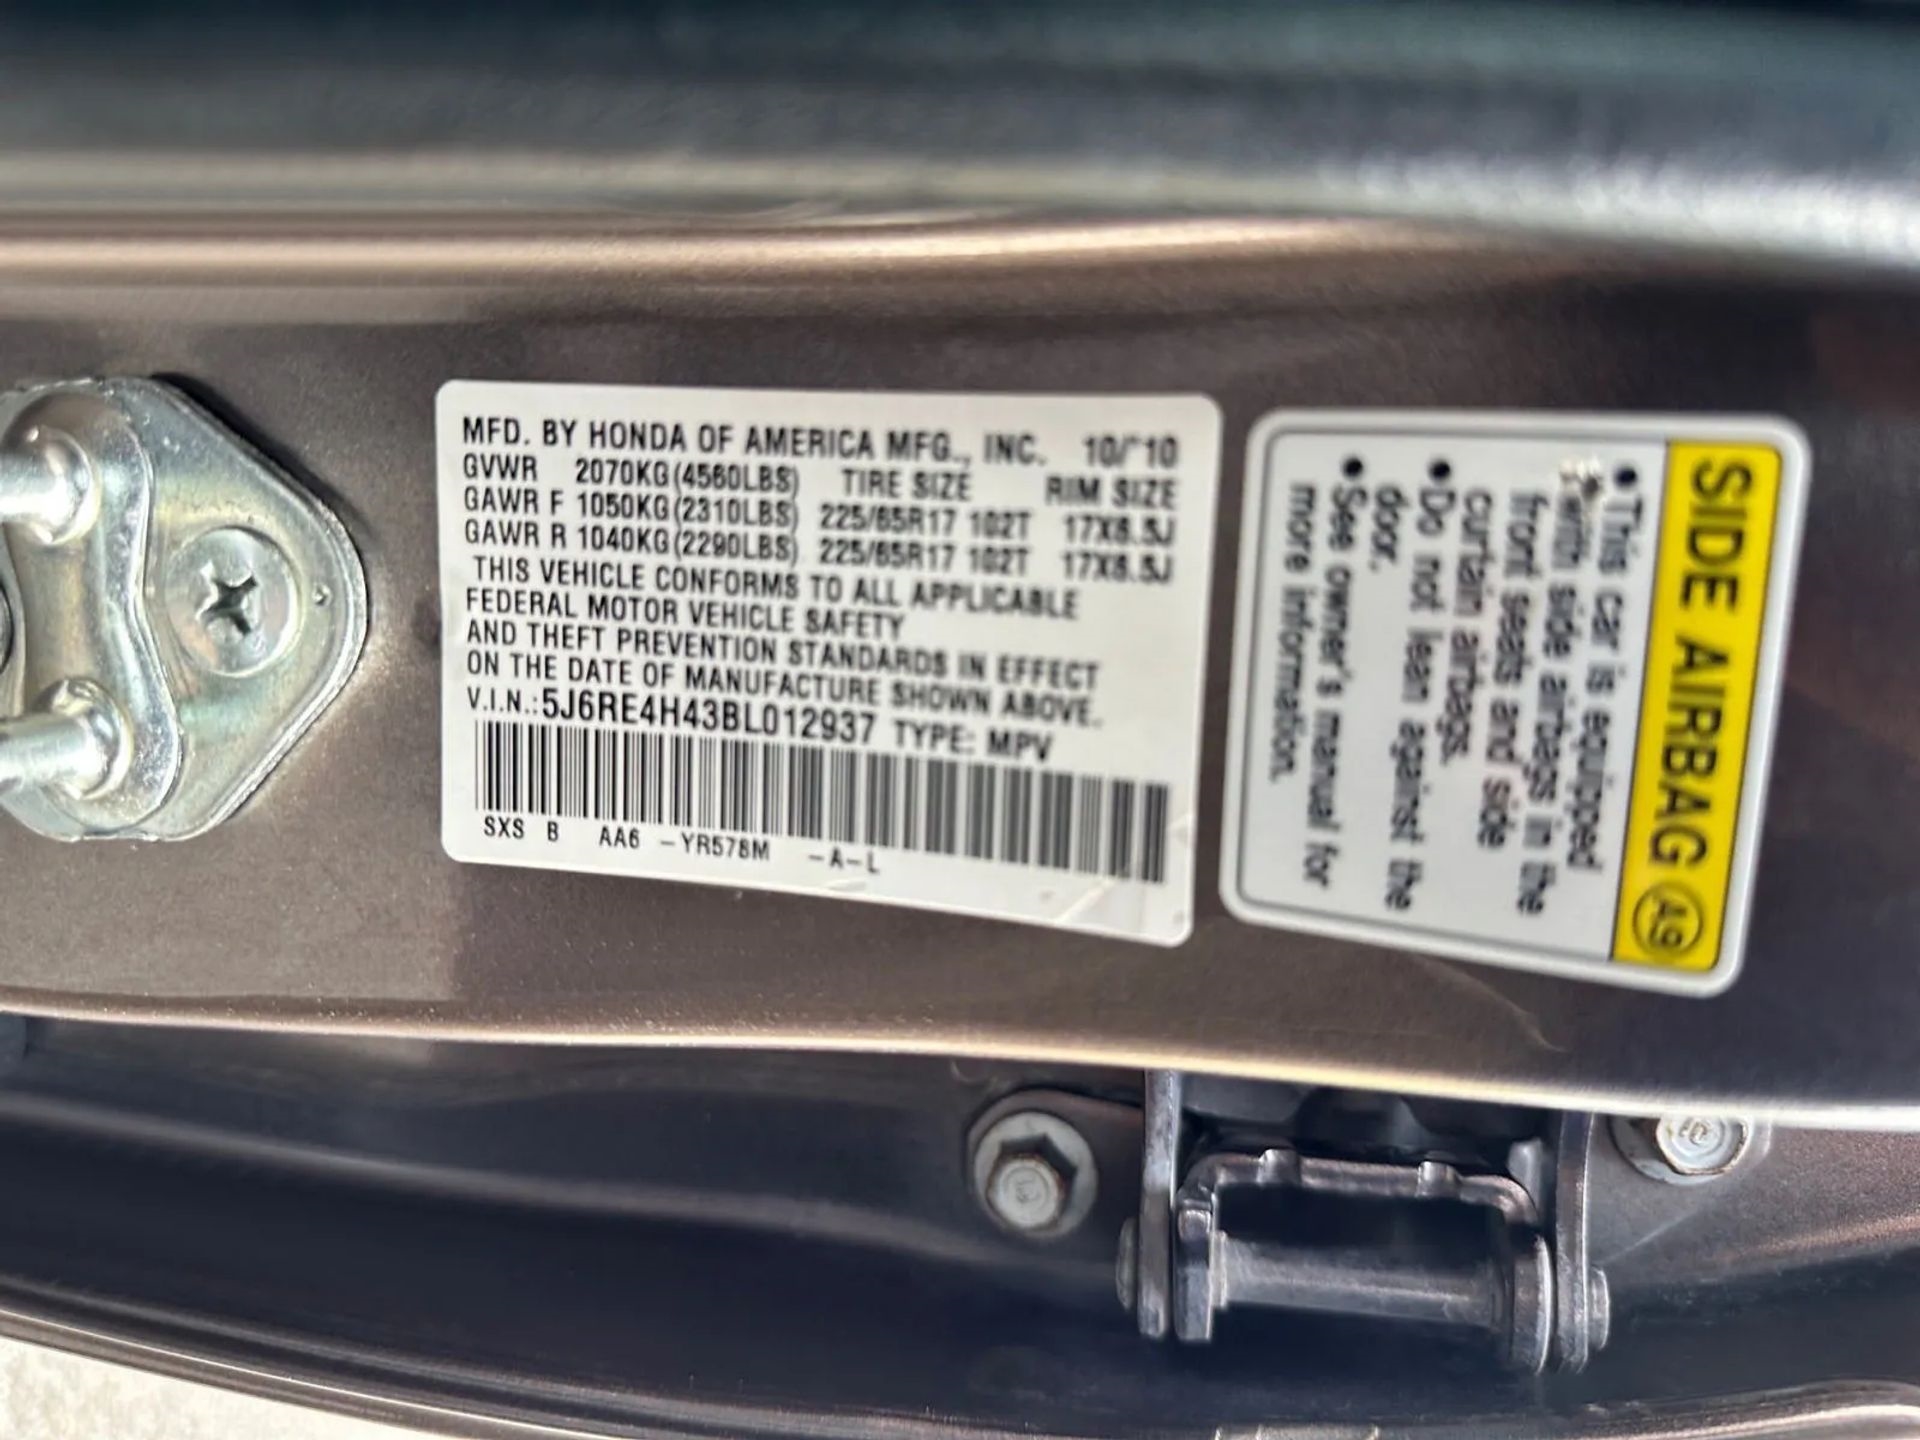 MFD. BY HONDA OF AMERICA MFG., INC. 10/10
GVWR 2070KG(4560LBS) TIRE SIZE RIM SIZE
GAWR F 1050KG(2310LBS) 225/65R17 102T 17X6.5J
GAWR R 1040KG(2290LBS) 225/65R17 102T 17X6.5J
THIS VEHICLE CONFORMS TO ALL APPLICABLE
FEDERAL MOTOR VEHICLE SAFETY
AND THEFT PREVENTION STANDARDS IN EFFECT
ON THE DATE OF MANUFACTURE SHOWN ABOVE.
V.I.N.:5J6RE4H43BL012937 TYPE: MPV
SXS B AA6 -YR578M -A-L
SIDE AIRBAG A9
•This car is equipped
with side airbags in the
front seats and side
curtain airbags.
•Do not lean against the
door.
•See owner's manual for
more information.